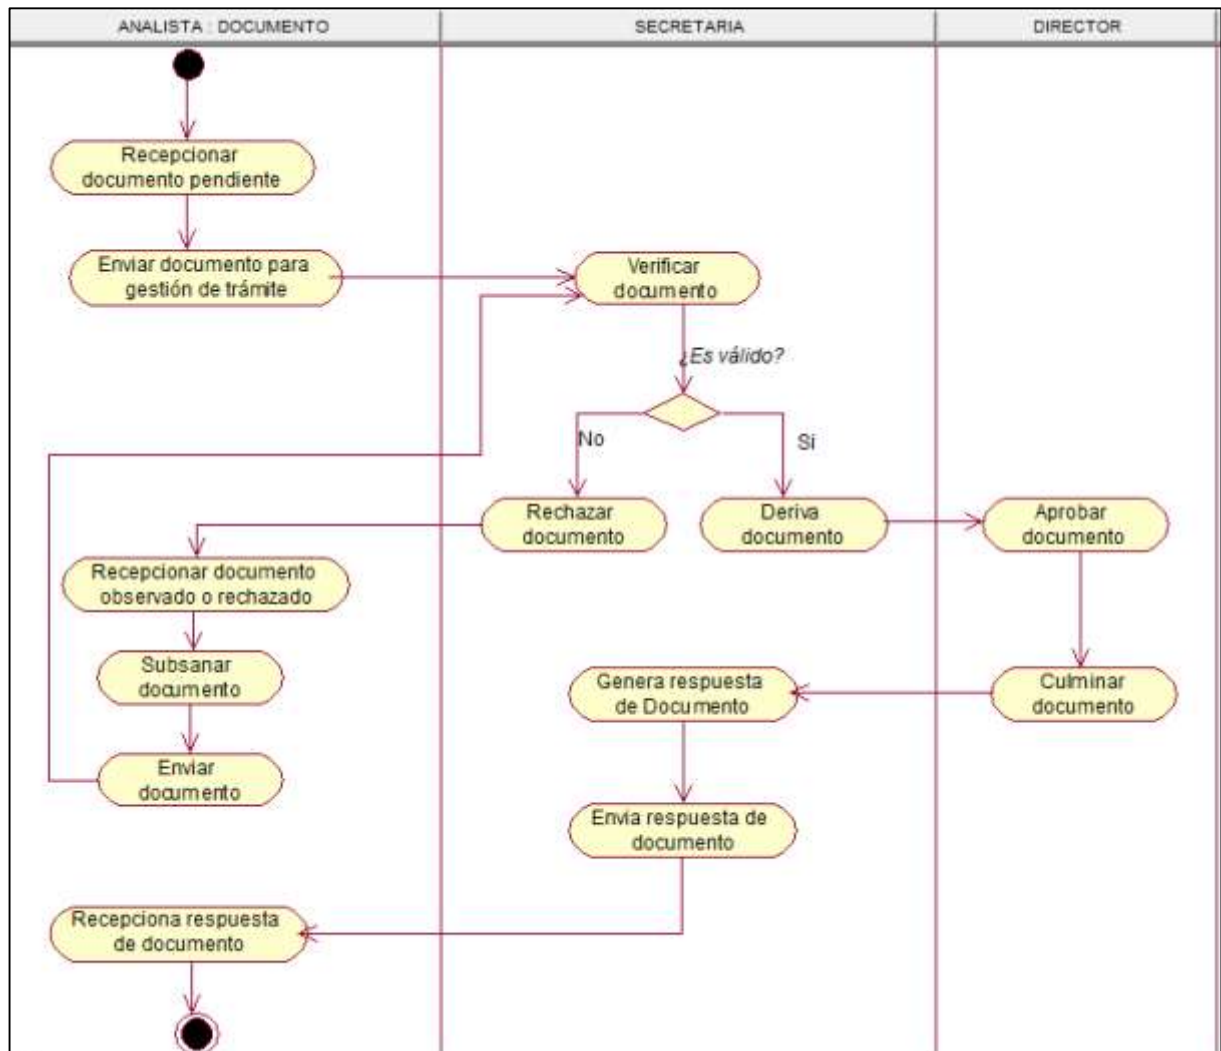 ANALISTA : DOCUMENTO
SECRETARIA
DIRECTOR
Recepcionar
documento pendiente
Enviar documento para
gestión de trámite
Verificar
documento
¿Es válido?
No
Si
Rechazar
documento
Deriva
documento
Aprobar
documento
Recepcionar documento
observado o rechazado
Subsanar
documento
Enviar
documento
Genera respuesta
de Documento
Culminar
documento
Envia respuesta de
documento
Recepciona respuesta
de documento